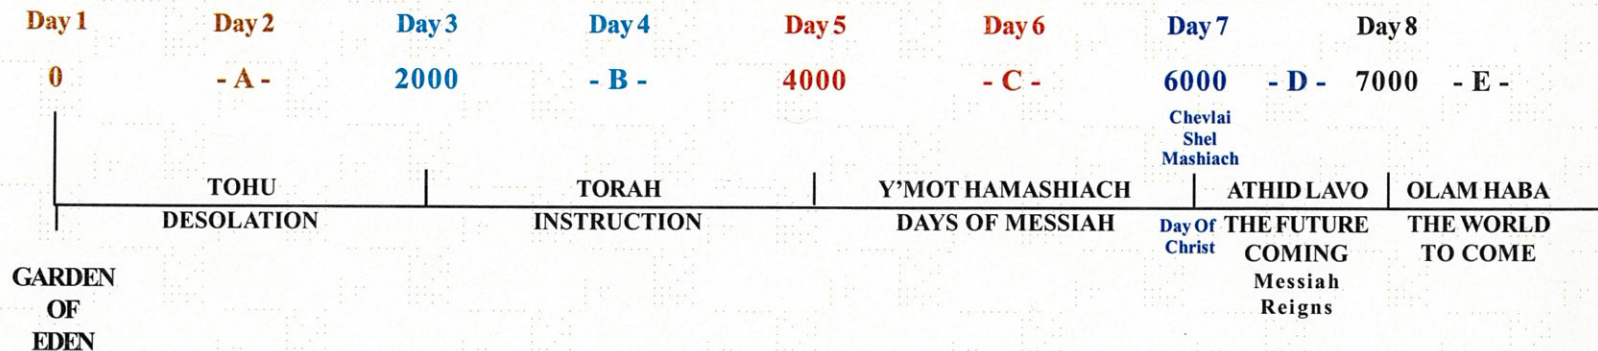 Day 1 Day 2 Day 3 Day 4 Day 5 Day 6 Day 7 Day 8
0 - A - 2000 - B - 4000 - C - 6000 - D - 7000 - E -
Chevlai
Shel
Mashiach
TOHU TORAH Y'MOT HAMASHIACH ATHID LAVO OLAM HABA
DESOLATION INSTRUCTION DAYS OF MESSIAH Day Of THE FUTURE THE WORLD
Christ COMING TO COME
Messiah
Reigns
GARDEN
OF
EDEN